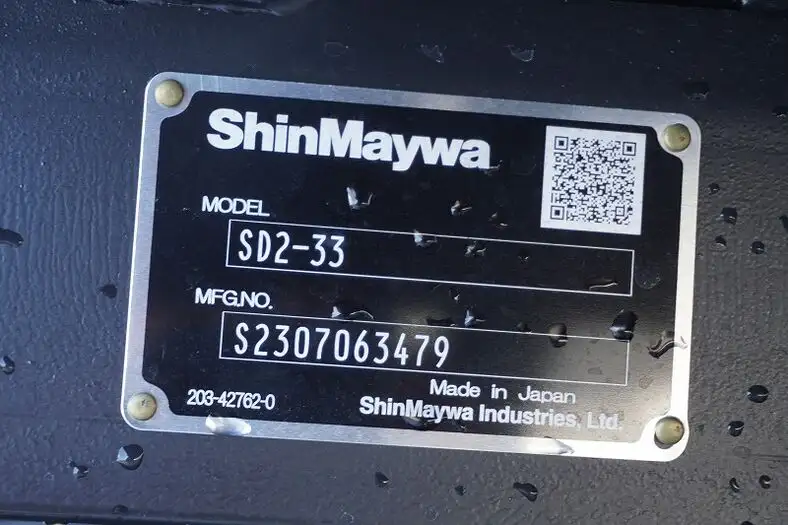 ShinMaywa
MODEL
SD2-33
MFG.NO.
S2307063479
Made in Japan
203-42762-0
ShinMaywa Industries, Ltd.